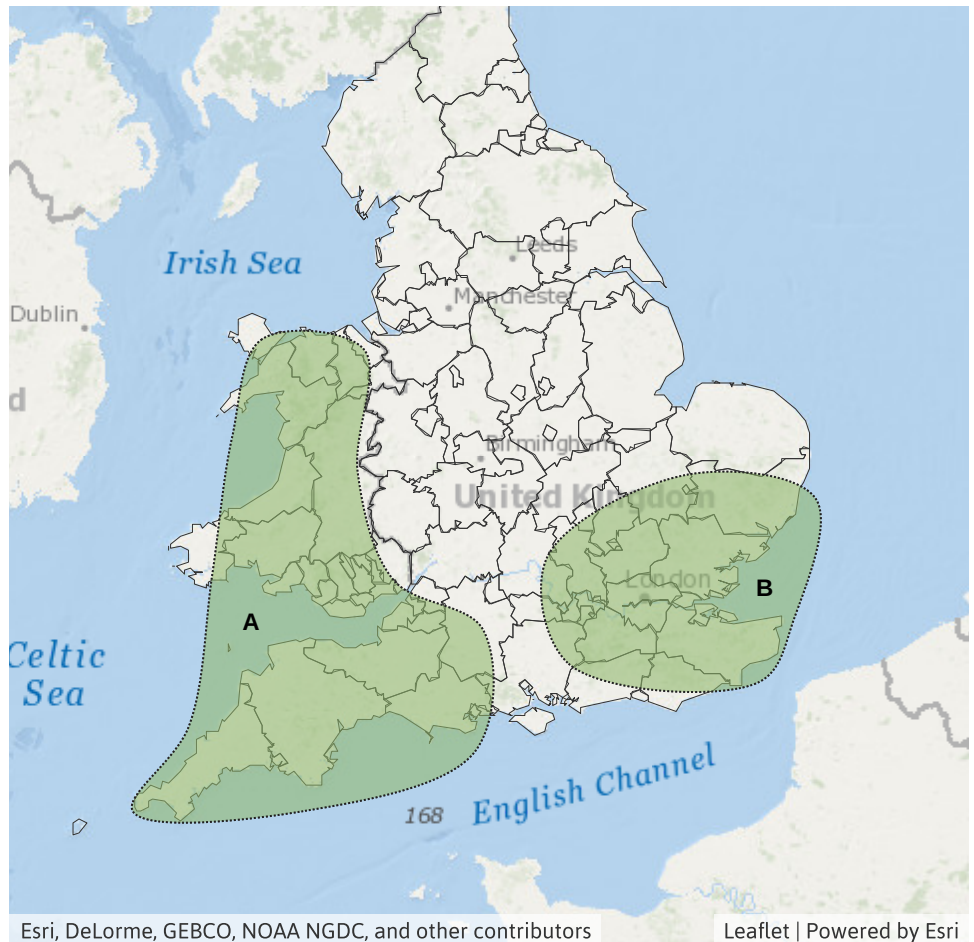 Leeds
Irish Sea
Manchester
Dublin
d
Birmingham
United Kingdom
London
B
A
Celtic
Sea
English Channel
168
Esri, DeLorme, GEBCO, NOAA NGDC, and other contributors
Leaflet | Powered by Esri